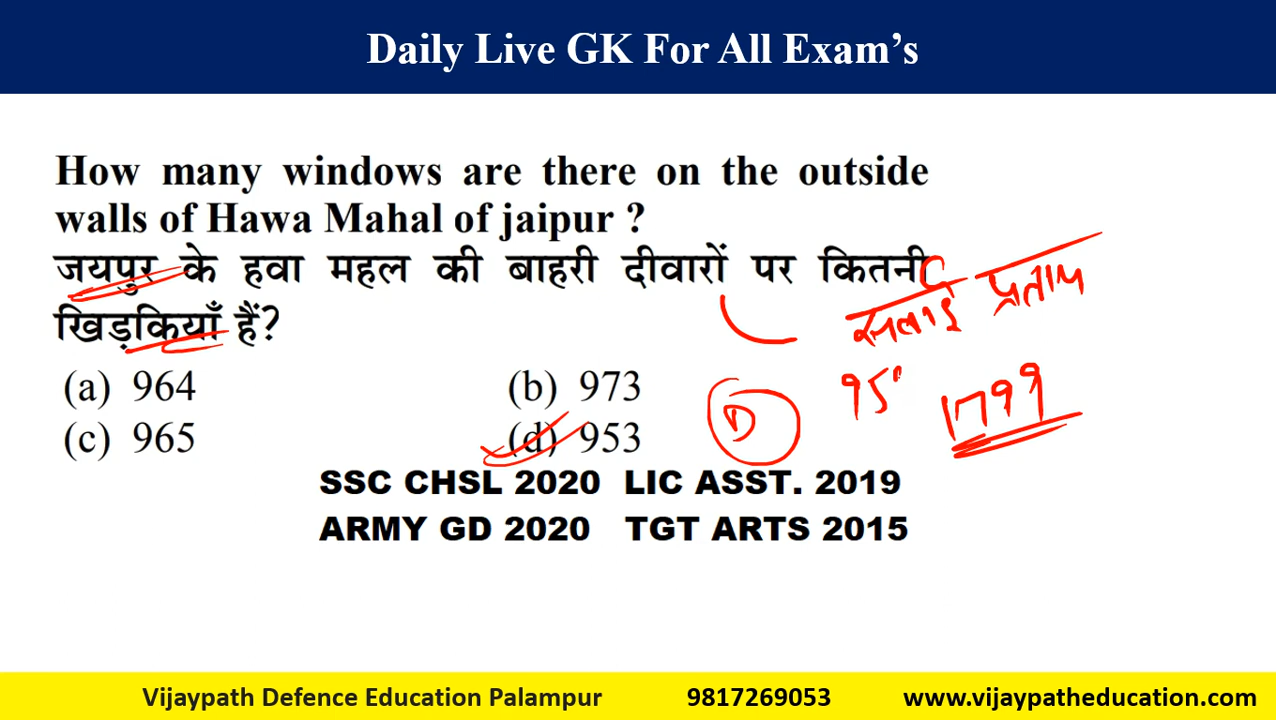 Daily Live GK For All Exam's
How many windows are there on the outside
walls of Hawa Mahal of jaipur ?
जयपुर के हवा महल की बाहरी दीवारों पर कितनी
खिड़कियाँ हैं?
सवाई प्रताप
(a) 964 (b) 973
95
1799
(c) 965 (d) 953
D
SSC CHSL 2020 LIC ASST. 2019
ARMY GD 2020 TGT ARTS 2015
Vijaypath Defence Education Palampur 9817269053 www.vijaypatheducation.com